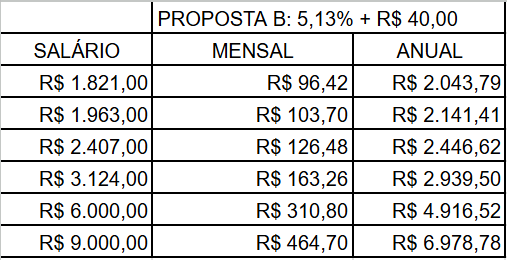 PROPOSTA B: 5,13% + R$ 40,00
SALÁRIO MENSAL ANUAL
R$ 1.821,00 R$ 96,42 R$ 2.043,79
R$ 1.963,00 R$ 103,70 R$ 2.141,41
R$ 2.407,00 R$ 126,48 R$ 2.446,62
R$ 3.124,00 R$ 163,26 R$ 2.939,50
R$ 6.000,00 R$ 310,80 R$ 4.916,52
R$ 9.000,00 R$ 464,70 R$ 6.978,78